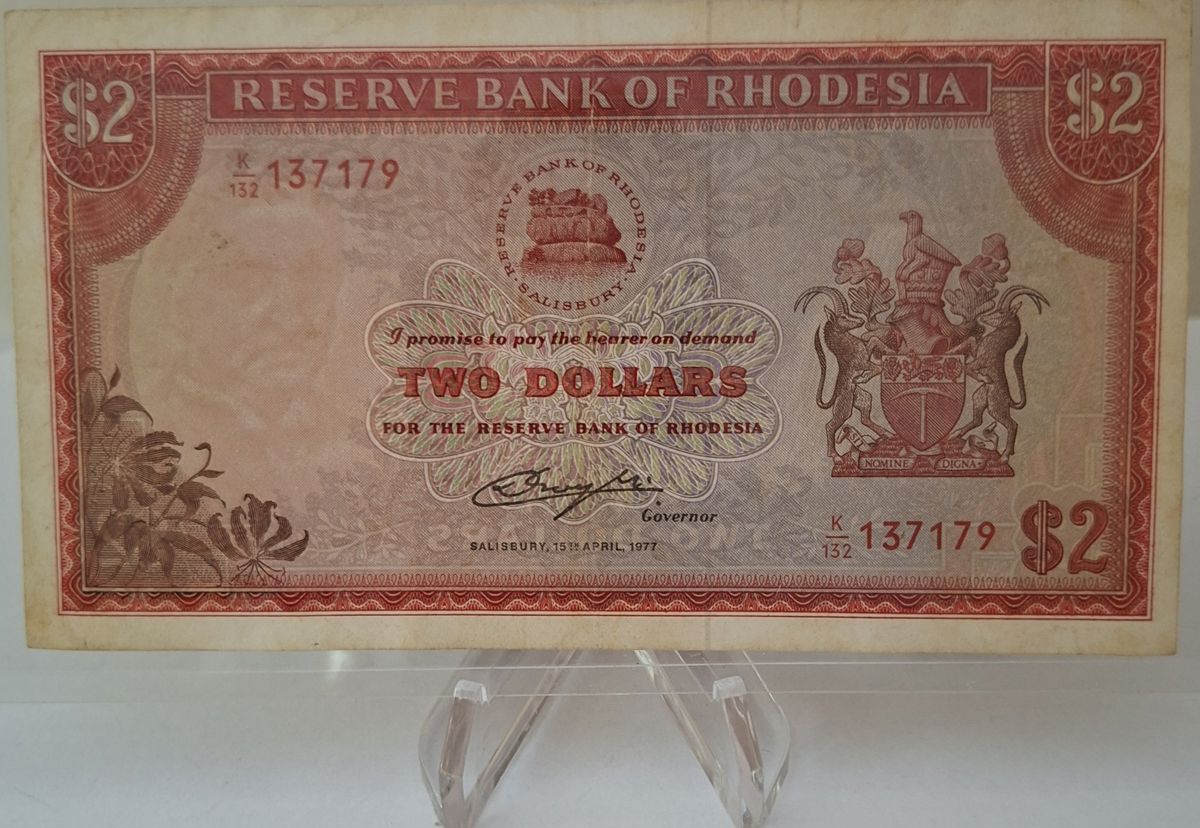 $2
RESERVE BANK OF RHODESIA
$2
K/132 137179
RESERVE BANK OF RHODESIA
SALISBURY
I promise to pay the bearer on demand
TWO DOLLARS
FOR THE RESERVE BANK OF RHODESIA
Governor
SALISBURY, 15TH APRIL, 1977
NOMINE DIGNA
K/132 137179
$2